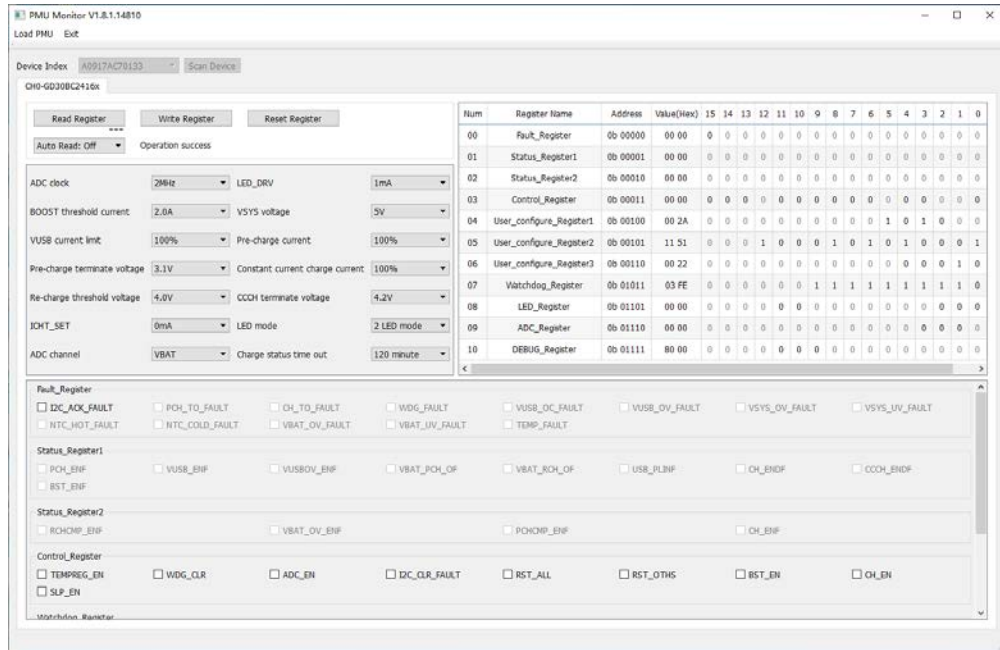 PMU Monitor V1.8.1.14810
Load PMU Exit
Device Index A0917AC70133 Scan Device
CH0-GD30BC2416x
Read Register Write Register Reset Register
Auto Read: Off Operation success
ADC clock 2MHz LED_DRV 1mA
BOOST threshold current 2.0A VSYS voltage 5V
VUSB current limit 100% Pre-charge current 100%
Pre-charge terminate voltage 3.1V Constant current charge current 100%
Re-charge threshold voltage 4.0V CCCH terminate voltage 4.2V
ICHT_SET 0mA LED mode 2 LED mode
ADC channel VBAT Charge status time out 120 minute
Num Register Name Address Value(Hex) 15 14 13 12 11 10 9 8 7 6 5 4 3 2 1 0
00 Fault_Register 0b 00000 00 00 0 0 0 0 0 0 0 0 0 0 0 0 0 0 0 0
01 Status_Register1 0b 00001 00 00 0 0 0 0 0 0 0 0 0 0 0 0 0 0 0 0
02 Status_Register2 0b 00010 00 00 0 0 0 0 0 0 0 0 0 0 0 0 0 0 0 0
03 Control_Register 0b 00011 00 00 0 0 0 0 0 0 0 0 0 0 0 0 0 0 0 0
04 User_configure_Register1 0b 00100 00 2A 0 0 0 0 0 0 0 0 0 0 1 0 1 0 0 0
05 User_configure_Register2 0b 00101 11 51 0 0 0 1 0 0 0 1 0 1 0 1 0 0 0 1
06 User_configure_Register3 0b 00110 00 22 0 0 0 0 0 0 0 0 0 0 0 0 0 0 1 0
07 Watchdog_Register 0b 01011 03 FE 0 0 0 0 0 0 1 1 1 1 1 1 1 1 1 0
08 LED_Register 0b 01101 00 00 0 0 0 0 0 0 0 0 0 0 0 0 0 0 0 0
09 ADC_Register 0b 01110 00 00 0 0 0 0 0 0 0 0 0 0 0 0 0 0 0 0
10 DEBUG_Register 0b 01111 80 00 0 0 0 0 0 0 0 0 0 0 0 0 0 0 0 0
Fault_Register
I2C_ACK_FAULT PCH_TO_FAULT CH_TO_FAULT WDG_FAULT VUSB_OC_FAULT VUSB_OV_FAULT VSYS_OV_FAULT VSYS_UV_FAULT
NTC_HOT_FAULT NTC_COLD_FAULT VBAT_OV_FAULT VBAT_UV_FAULT TEMP_FAULT
Status_Register1
PCH_ENF VUSB_ENF VUSBOV_ENF VBAT_PCH_OF VBAT_RCH_OF USB_PLINF CH_ENDF CCCH_ENDF
BST_ENF
Status_Register2
RCHCMP_ENF VBAT_OV_ENF PCHCMP_ENF CH_ENF
Control_Register
TEMPREG_EN WDG_CLR ADC_EN I2C_CLR_FAULT RST_ALL RST_OTHS BST_EN CH_EN
SLP_EN
Watchdog_Register